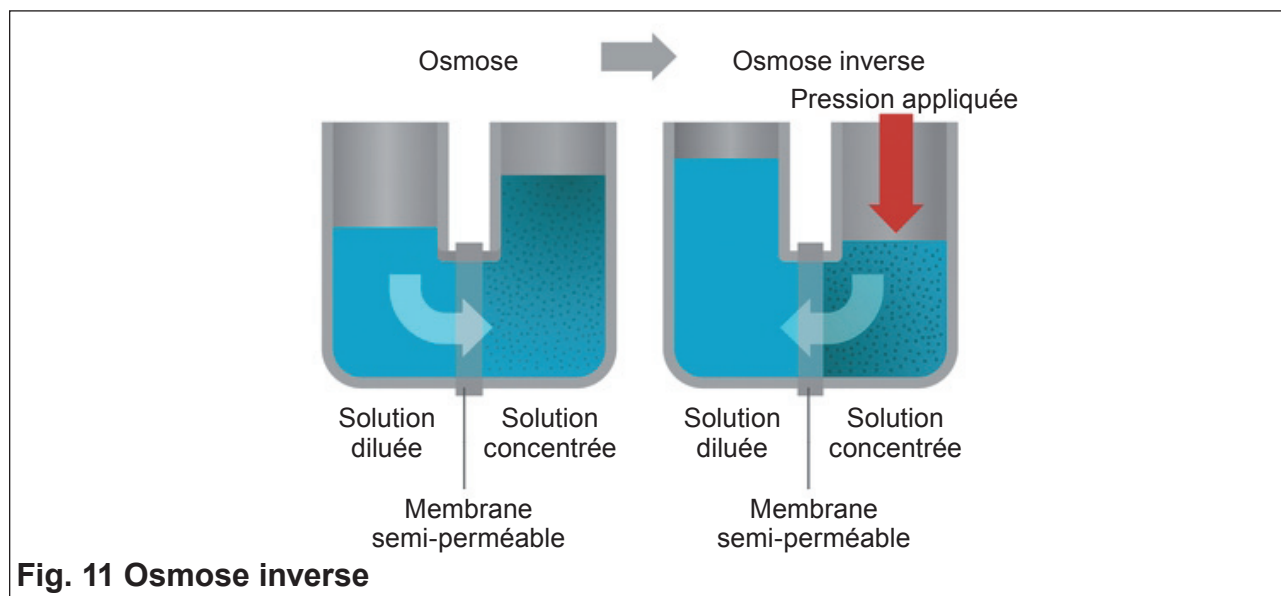 Osmose
Osmose inverse
Pression appliquée
Solution
diluée
Solution
concentrée
Solution
diluée
Solution
concentrée
Membrane
semi-perméable
Membrane
semi-perméable
Fig. 11 Osmose inverse